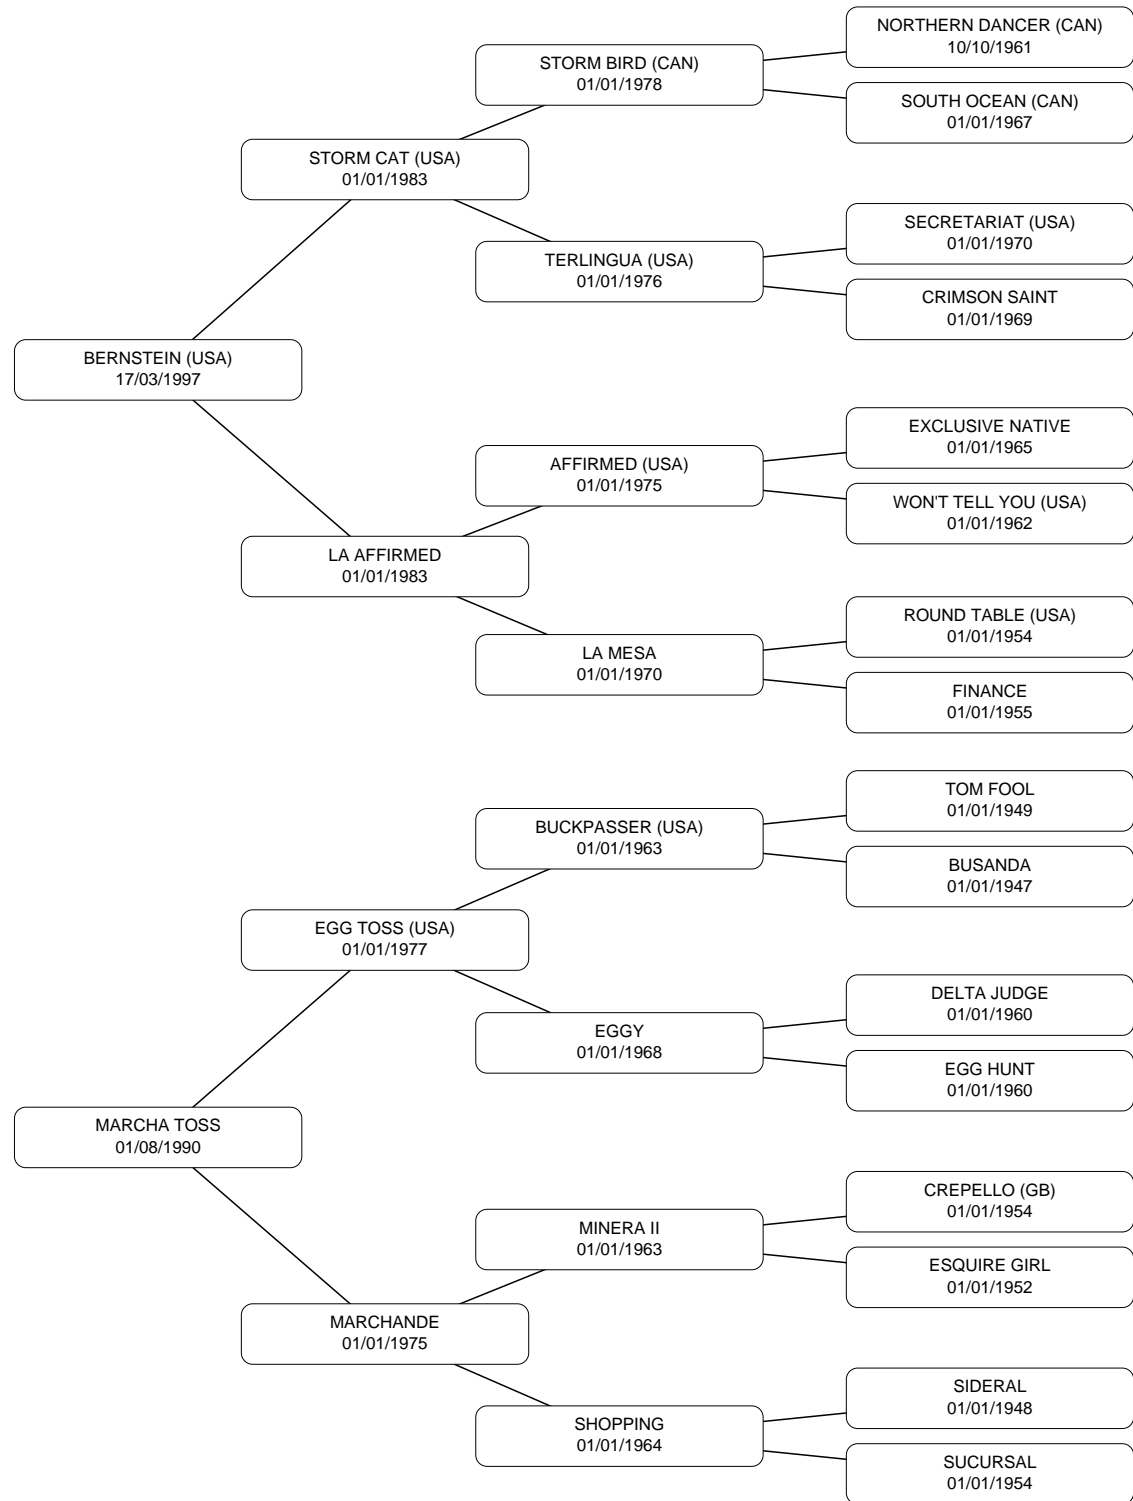 NORTHERN DANCER (CAN)
10/10/1961
STORM BIRD (CAN)
01/01/1978
SOUTH OCEAN (CAN)
01/01/1967
STORM CAT (USA)
01/01/1983
SECRETARIAT (USA)
01/01/1970
TERLINGUA (USA)
01/01/1976
CRIMSON SAINT
01/01/1969
BERNSTEIN (USA)
17/03/1997
EXCLUSIVE NATIVE
01/01/1965
AFFIRMED (USA)
01/01/1975
WON'T TELL YOU (USA)
01/01/1962
LA AFFIRMED
01/01/1983
ROUND TABLE (USA)
01/01/1954
LA MESA
01/01/1970
FINANCE
01/01/1955
TOM FOOL
01/01/1949
BUCKPASSER (USA)
01/01/1963
BUSANDA
01/01/1947
EGG TOSS (USA)
01/01/1977
DELTA JUDGE
01/01/1960
EGGY
01/01/1968
EGG HUNT
01/01/1960
MARCHA TOSS
01/08/1990
CREPELLO (GB)
01/01/1954
MINERA II
01/01/1963
ESQUIRE GIRL
01/01/1952
MARCHANDE
01/01/1975
SIDERAL
01/01/1948
SHOPPING
01/01/1964
SUCURSAL
01/01/1954